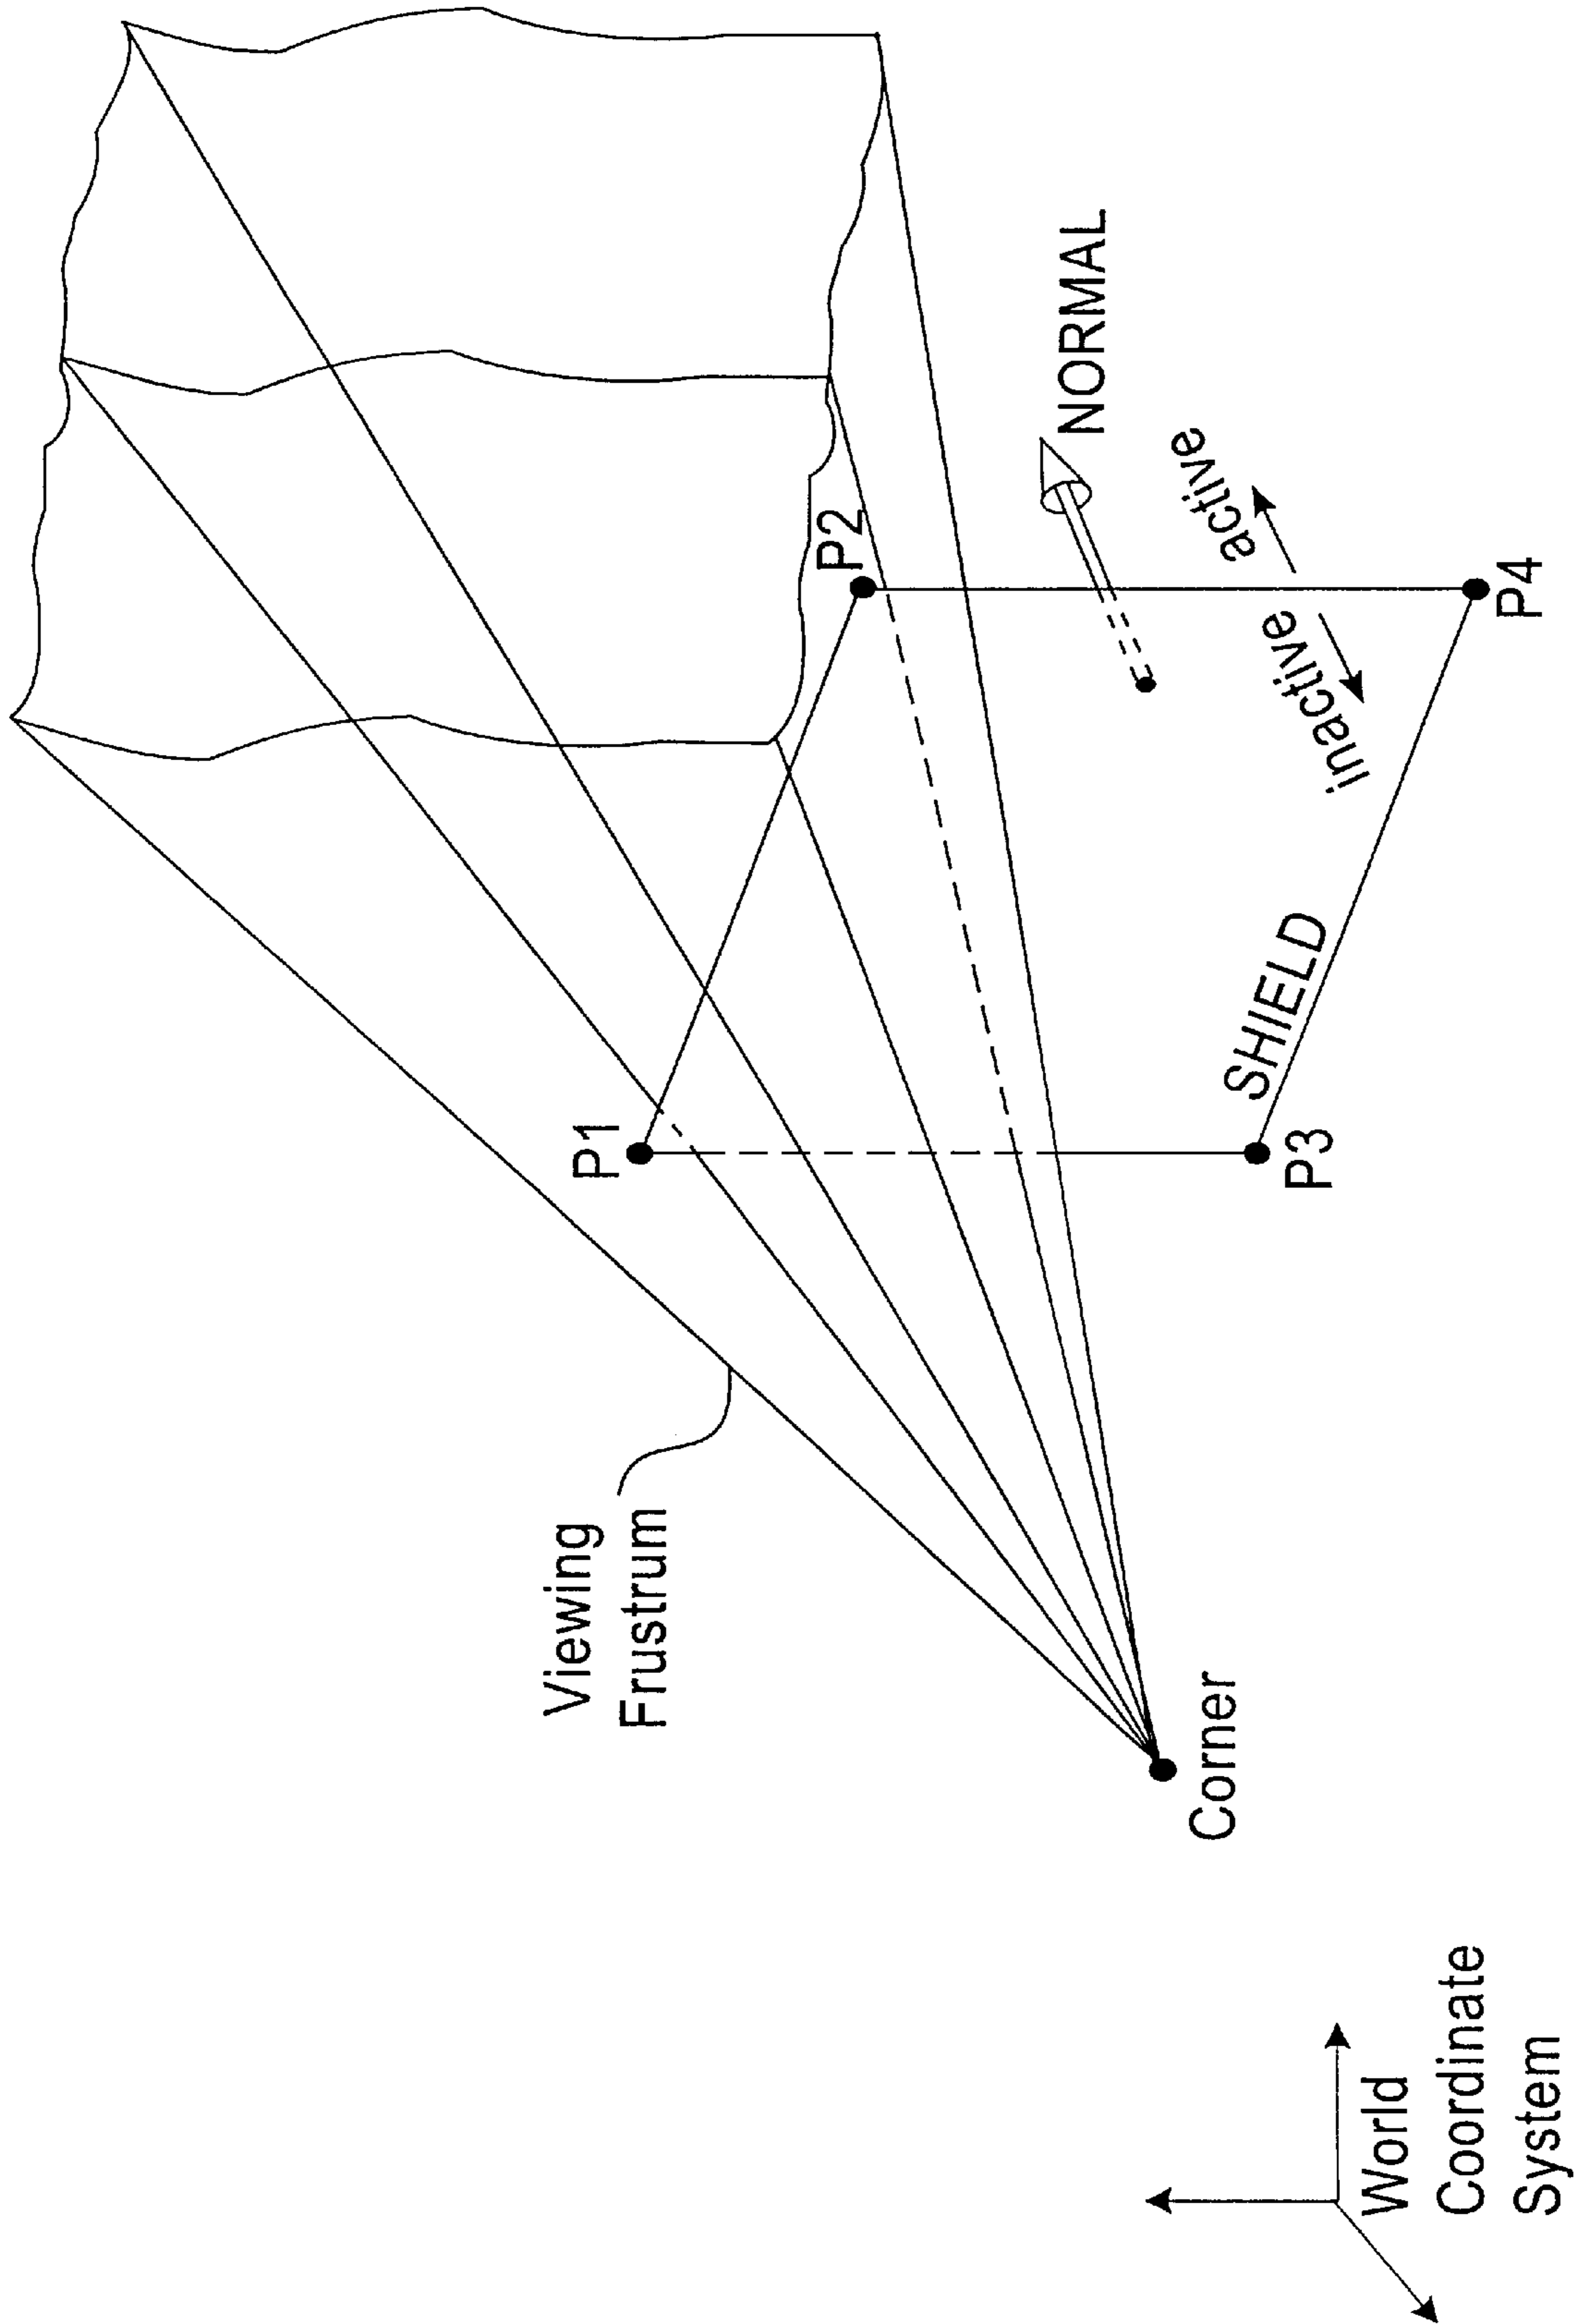 Viewing
Frustrum
P1
P2
NORMAL
active
inactive
SHIELD
P3
P4
Corner
World
Coordinate
System